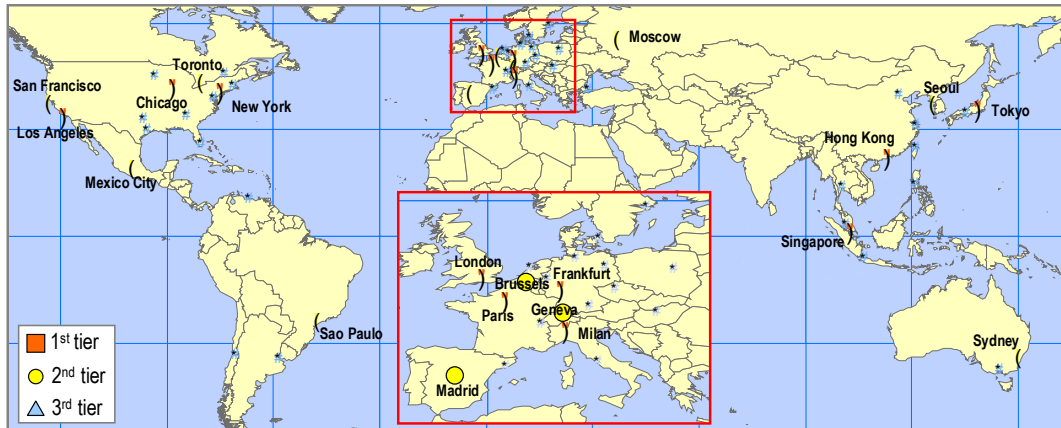 Moscow
Toronto
San Francisco
Seoul
Chicago
New York
Tokyo
Los Angeles
Hong Kong
Mexico City
Singapore
London
Frankfurt
Brussels
Paris
Geneva
Sao Paulo
Milan
Sydney
Madrid
1st tier
2nd tier
3rd tier